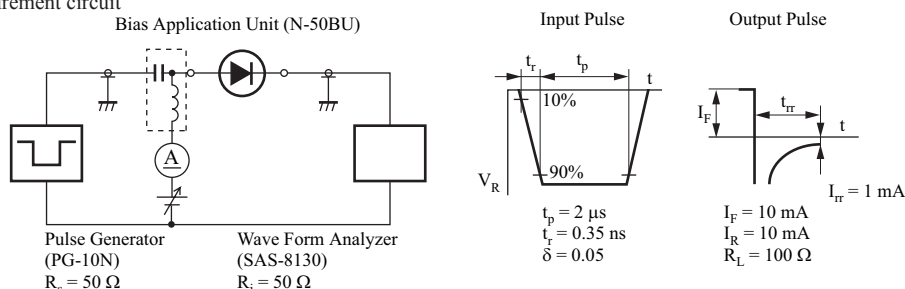 urement circuit
Bias Application Unit (N-50BU)
A
Pulse Generator
(PG-10N)
R_s = 50 Ω
Wave Form Analyzer
(SAS-8130)
R_i = 50 Ω
Input Pulse
t_r
t_p
t
10%
90%
V_R
t_p = 2 μs
t_r = 0.35 ns
δ = 0.05
Output Pulse
I_F
t_rr
t
I_rr = 1 mA
I_F = 10 mA
I_R = 10 mA
R_L = 100 Ω